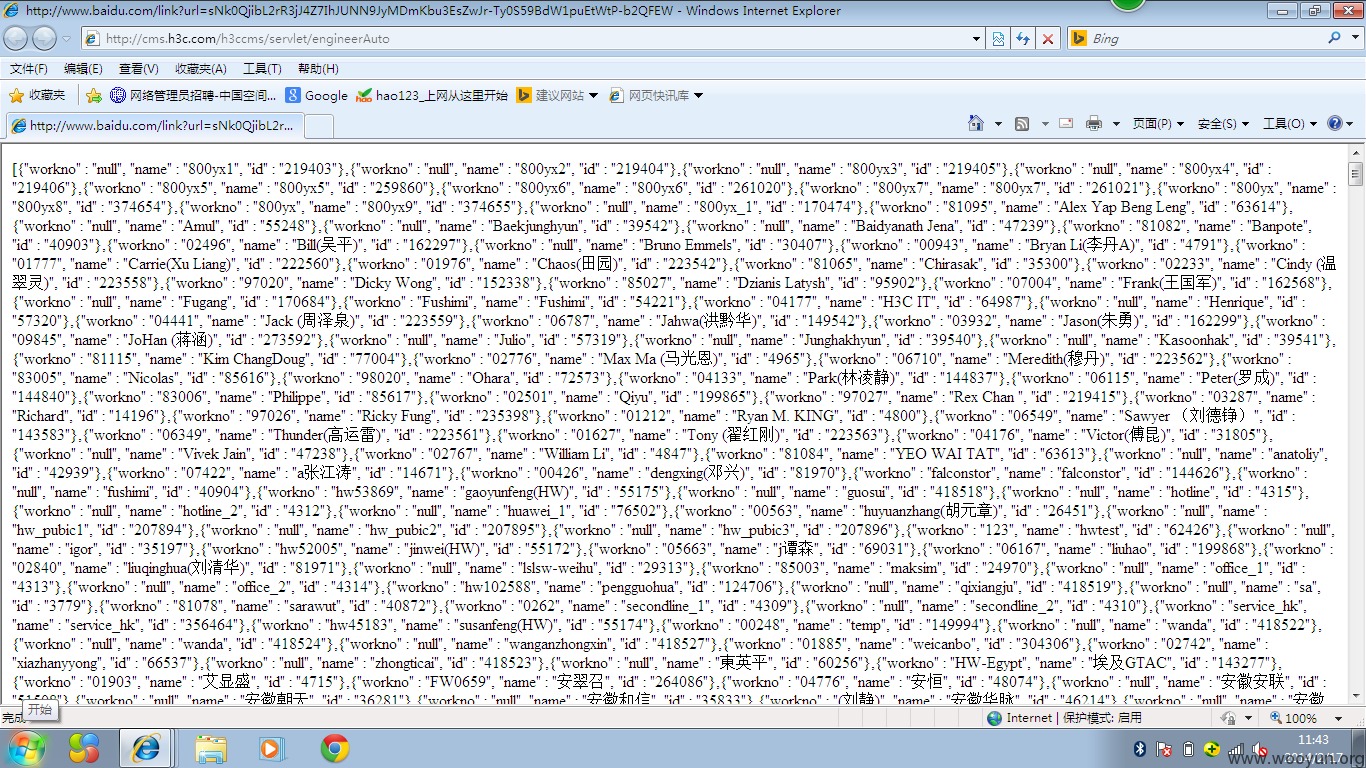 http://www.baidu.com/link?url=sNk0QjibL2rR3jJ4Z7IhJUNN9JyMDmKbu3EsZwJr-Ty0S59BdW1puEtWtP-b2QFEW - Windows Internet Explorer
http://cms.h3c.com/h3ccms/servlet/engineerAuto
Bing
文件(F) 编辑(E) 查看(V) 收藏夹(A) 工具(T) 帮助(H)
收藏夹 网络管理员招聘-中国空间... Google hao123_上网从这里开始 建议网站 网页快讯库
http://www.baidu.com/link?url=sNk0QjibL2r... 页面(P) 安全(S) 工具(O)
[{"workno" : "null", "name" : "800yx1", "id" : "219403"},{"workno" : "null", "name" : "800yx2", "id" : "219404"},{"workno" : "null", "name" : "800yx3", "id" : "219405"},{"workno" : "null", "name" : "800yx4", "id" :
"219406"},{"workno" : "800yx5", "name" : "800yx5", "id" : "259860"},{"workno" : "800yx6", "name" : "800yx6", "id" : "261020"},{"workno" : "800yx7", "name" : "800yx7", "id" : "261021"},{"workno" : "800yx", "name" :
"800yx8", "id" : "374654"},{"workno" : "800yx", "name" : "800yx9", "id" : "374655"},{"workno" : "null", "name" : "800yx_1", "id" : "170474"},{"workno" : "81095", "name" : "Alex Yap Beng Leng", "id" : "63614"},
{"workno" : "null", "name" : "Amul", "id" : "55248"},{"workno" : "null", "name" : "Baekjunghyun", "id" : "39542"},{"workno" : "null", "name" : "Baidyanath Jena", "id" : "47239"},{"workno" : "81082", "name" : "Banpote",
"id" : "40903"},{"workno" : "02496", "name" : "Bill(吴平)", "id" : "162297"},{"workno" : "null", "name" : "Bruno Emmels", "id" : "30407"},{"workno" : "00943", "name" : "Bryan Li(李丹A)", "id" : "4791"},{"workno" :
"01777", "name" : "Carrie(Xu Liang)", "id" : "222560"},{"workno" : "01976", "name" : "Chaos(田园)", "id" : "223542"},{"workno" : "81065", "name" : "Chirasak", "id" : "35300"},{"workno" : "02233", "name" : "Cindy (温
翠灵)", "id" : "223558"},{"workno" : "97020", "name" : "Dicky Wong", "id" : "152338"},{"workno" : "85027", "name" : "Dzianis Latysh", "id" : "95902"},{"workno" : "07004", "name" : "Frank(王国军)", "id" : "162568"},
{"workno" : "null", "name" : "Fugang", "id" : "170684"},{"workno" : "Fushimi", "name" : "Fushimi", "id" : "54221"},{"workno" : "04177", "name" : "H3C IT", "id" : "64987"},{"workno" : "null", "name" : "Henrique", "id" :
"57320"},{"workno" : "04441", "name" : "Jack (周泽泉)", "id" : "223559"},{"workno" : "06787", "name" : "Jahwa(洪黔华)", "id" : "149542"},{"workno" : "03932", "name" : "Jason(朱勇)", "id" : "162299"},{"workno" :
"09845", "name" : "JoHan (蒋涵)", "id" : "273592"},{"workno" : "null", "name" : "Julio", "id" : "57319"},{"workno" : "null", "name" : "Junghakhyun", "id" : "39540"},{"workno" : "null", "name" : "Kasoonhak", "id" : "39541"},
{"workno" : "81115", "name" : "Kim ChangDoug", "id" : "77004"},{"workno" : "02776", "name" : "Max Ma (马光恩)", "id" : "4965"},{"workno" : "06710", "name" : "Meredith(穆丹)", "id" : "223562"},{"workno" :
"83005", "name" : "Nicolas", "id" : "85616"},{"workno" : "98020", "name" : "Ohara", "id" : "72573"},{"workno" : "04133", "name" : "Park(林凌静)", "id" : "144837"},{"workno" : "06115", "name" : "Peter(罗成)", "id" :
"144840"},{"workno" : "83006", "name" : "Philippe", "id" : "85617"},{"workno" : "02501", "name" : "Qiyu", "id" : "199865"},{"workno" : "97027", "name" : "Rex Chan ", "id" : "219415"},{"workno" : "03287", "name" :
"Richard", "id" : "14196"},{"workno" : "97026", "name" : "Ricky Fung", "id" : "235398"},{"workno" : "01212", "name" : "Ryan M. KING", "id" : "4800"},{"workno" : "06549", "name" : "Sawyer （刘德铮） ", "id" :
"143583"},{"workno" : "06349", "name" : "Thunder(高运雷)", "id" : "223561"},{"workno" : "01627", "name" : "Tony (翟红刚)", "id" : "223563"},{"workno" : "04176", "name" : "Victor(傅昆)", "id" : "31805"},
{"workno" : "null", "name" : "Vivek Jain", "id" : "47238"},{"workno" : "02767", "name" : "William Li", "id" : "4847"},{"workno" : "81084", "name" : "YEO WAI TAT", "id" : "63613"},{"workno" : "null", "name" : "anatoliy",
"id" : "42939"},{"workno" : "07422", "name" : "a张江涛", "id" : "14671"},{"workno" : "00426", "name" : "dengxing(邓兴)", "id" : "81970"},{"workno" : "falconstor", "name" : "falconstor", "id" : "144626"},{"workno" :
"null", "name" : "fushimi", "id" : "40904"},{"workno" : "hw53869", "name" : "gaoyunfeng(HW)", "id" : "55175"},{"workno" : "null", "name" : "guosui", "id" : "418518"},{"workno" : "null", "name" : "hotline", "id" : "4315"},
{"workno" : "null", "name" : "hotline_2", "id" : "4312"},{"workno" : "null", "name" : "huawei_1", "id" : "76502"},{"workno" : "00563", "name" : "huyuanzhang(胡元章)", "id" : "26451"},{"workno" : "null", "name" :
"hw_pubic1", "id" : "207894"},{"workno" : "null", "name" : "hw_pubic2", "id" : "207895"},{"workno" : "null", "name" : "hw_pubic3", "id" : "207896"},{"workno" : "123", "name" : "hwtest", "id" : "62426"},{"workno" : "null",
"name" : "igor", "id" : "35197"},{"workno" : "hw52005", "name" : "jinwei(HW)", "id" : "55172"},{"workno" : "05663", "name" : "j谭森", "id" : "69031"},{"workno" : "06167", "name" : "liuhao", "id" : "199868"},{"workno" :
"02840", "name" : "liuqinghua(刘清华)", "id" : "81971"},{"workno" : "null", "name" : "lslsw-weihu", "id" : "29313"},{"workno" : "85003", "name" : "maksim", "id" : "24970"},{"workno" : "null", "name" : "office_1", "id" :
"4313"},{"workno" : "null", "name" : "office_2", "id" : "4314"},{"workno" : "hw102588", "name" : "pengguohua", "id" : "124706"},{"workno" : "null", "name" : "qixiangju", "id" : "418519"},{"workno" : "null", "name" : "sa",
"id" : "3779"},{"workno" : "81078", "name" : "sarawut", "id" : "40872"},{"workno" : "0262", "name" : "secondline_1", "id" : "4309"},{"workno" : "null", "name" : "secondline_2", "id" : "4310"},{"workno" : "service_hk",
"name" : "service_hk", "id" : "356464"},{"workno" : "hw45183", "name" : "susanfeng(HW)", "id" : "55174"},{"workno" : "00248", "name" : "temp", "id" : "149994"},{"workno" : "null", "name" : "wanda", "id" : "418522"},
{"workno" : "null", "name" : "wanda", "id" : "418524"},{"workno" : "null", "name" : "wanganzhongxin", "id" : "418527"},{"workno" : "01885", "name" : "weicanbo", "id" : "304306"},{"workno" : "02742", "name" :
"xiazhanyyong", "id" : "66537"},{"workno" : "null", "name" : "zhongticai", "id" : "418523"},{"workno" : "null", "name" : "東英平", "id" : "60256"},{"workno" : "HW-Egypt", "name" : "埃及GTAC", "id" : "143277"},
{"workno" : "01903", "name" : "艾显盛", "id" : "4715"},{"workno" : "FW0659", "name" : "安翠召", "id" : "264086"},{"workno" : "04776", "name" : "安恒", "id" : "48074"},{"workno" : "null", "name" : "安徽安联", "id" :
"51508"},{"workno" : "null", "name" : "安徽朝天", "id" : "36281"},{"workno" : "null", "name" : "安徽和信", "id" : "35833"},{"workno" : "(刘静)", "name" : "安徽华脉", "id" : "46214"},{"workno" : "null", "name" : "安徽
完成
开始
Internet | 保护模式: 启用 100%
11:43
www.wooyun.org